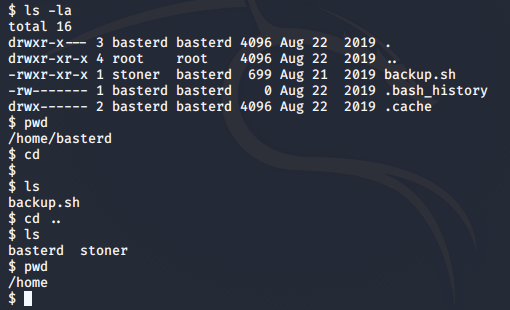 $ ls -la
total 16
drwxr-x--- 3 basterd basterd 4096 Aug 22  2019 .
drwxr-xr-x 4 root    root    4096 Aug 22  2019 ..
-rwxr-xr-x 1 stoner  basterd  699 Aug 21  2019 backup.sh
-rw------- 1 basterd basterd    0 Aug 22  2019 .bash_history
drwx------ 2 basterd basterd 4096 Aug 22  2019 .cache
$ pwd
/home/basterd
$ cd
$
$ ls
backup.sh
$ cd ..
$ ls
basterd  stoner
$ pwd
/home
$